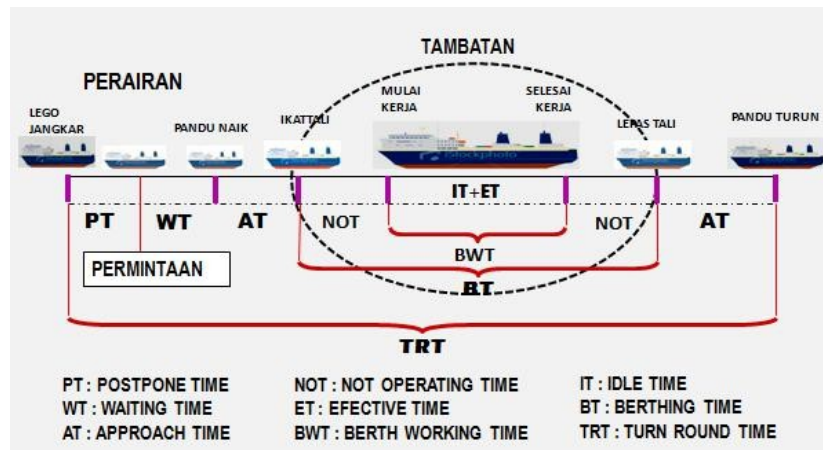 TAMBATAN
PERAIRAN
LEGO
JANGKAR
PANDU NAIK
IKATTALI
MULAI
KERJA
SELESAI
KERJA
LEPAS TALI
PANDU TURUN
iStockphoto
PT
WT
AT
NOT
IT+ET
NOT
AT
BWT
PERMINTAAN
BT
TRT
PT : POSTPONE TIME
WT : WAITING TIME
AT : APPROACH TIME
NOT : NOT OPERATING TIME
ET : EFECTIVE TIME
BWT : BERTH WORKING TIME
IT : IDLE TIME
BT : BERTHING TIME
TRT : TURN ROUND TIME